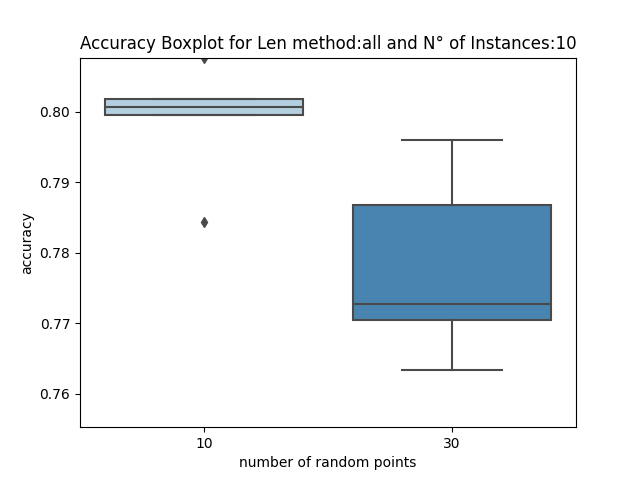 Accuracy Boxplot for Len method:all and N° of Instances:10
0.80
0.79
0.78
0.77
0.76
accuracy
10 30
number of random points